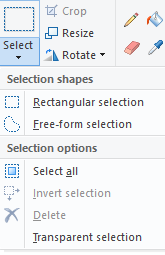 Crop
Resize
Select
Rotate
Selection shapes
Rectangular selection
Free-form selection
Selection options
Select all
Invert selection
Delete
Transparent selection